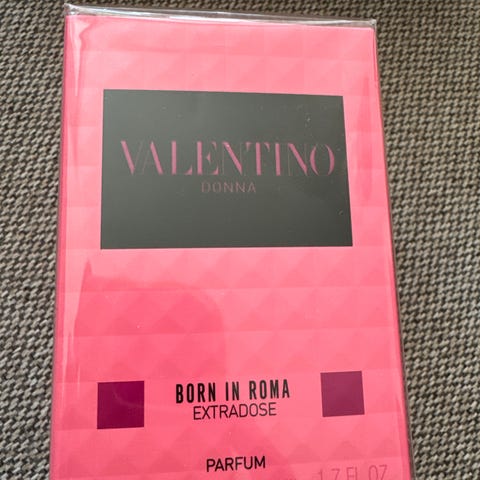 VALENTINO
DONNA
BORN IN ROMA
EXTRADOSE
PARFUM
1.7 FL OZ